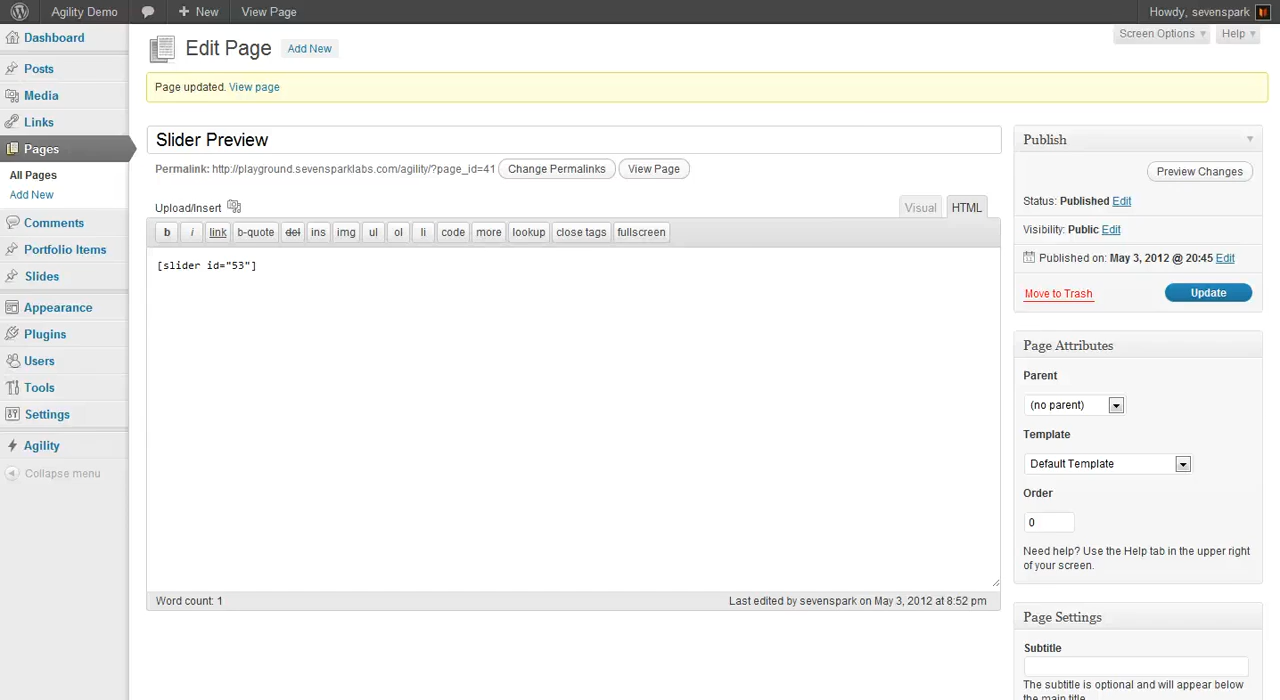 Agility Demo
New
View Page
Howdy, sevenspark
Dashboard
Posts
Media
Links
Pages
All Pages
Add New
Comments
Portfolio Items
Slides
Appearance
Plugins
Users
Tools
Settings
Agility
Collapse menu
Edit Page
Add New
Screen Options
Help
Page updated. View page
Slider Preview
Permalink: http://playground.sevensparklabs.com/agility/?page_id=41
Change Permalinks
View Page
Upload/Insert
Visual
HTML
b
i
link
b-quote
del
ins
img
ul
ol
li
code
more
lookup
close tags
fullscreen
[slider id="53"]
Word count: 1
Last edited by sevenspark on May 3, 2012 at 8:52 pm
Publish
Preview Changes
Status: Published Edit
Visibility: Public Edit
Published on: May 3, 2012 @ 20:45 Edit
Move to Trash
Update
Page Attributes
Parent
(no parent)
Template
Default Template
Order
0
Need help? Use the Help tab in the upper right
of your screen.
Page Settings
Subtitle
The subtitle is optional and will appear below
the main title